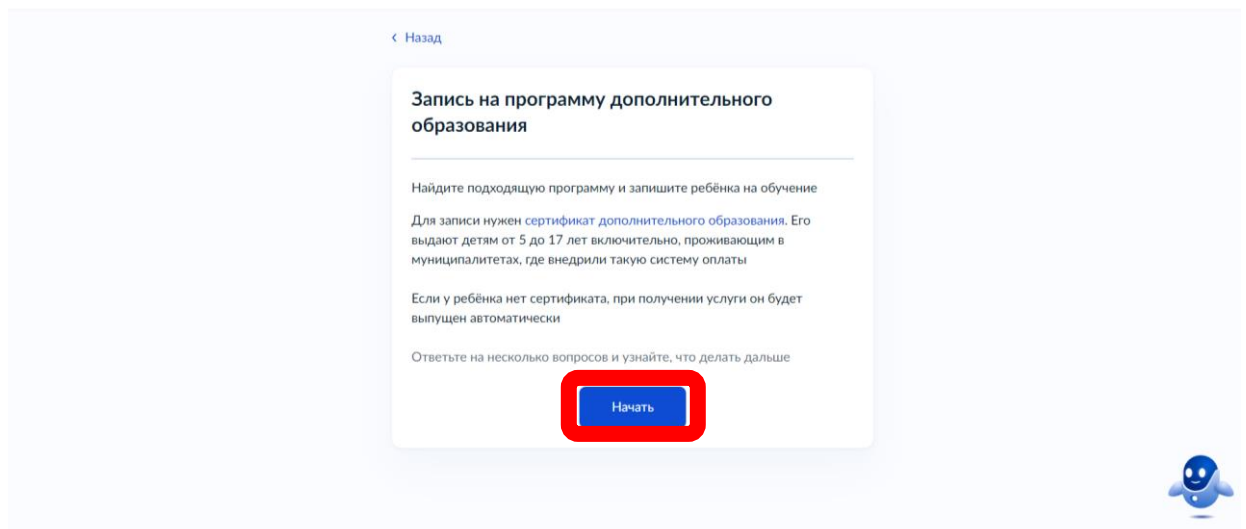 Назад
Запись на программу дополнительного
образования
Найдите подходящую программу и запишите ребёнка на обучение
Для записи нужен сертификат дополнительного образования. Его
выдают детям от 5 до 17 лет включительно, проживающим в
муниципалитетах, где внедрили такую систему оплаты
Если у ребёнка нет сертификата, при получении услуги он будет
выпущен автоматически
Ответьте на несколько вопросов и узнайте, что делать дальше
Начать